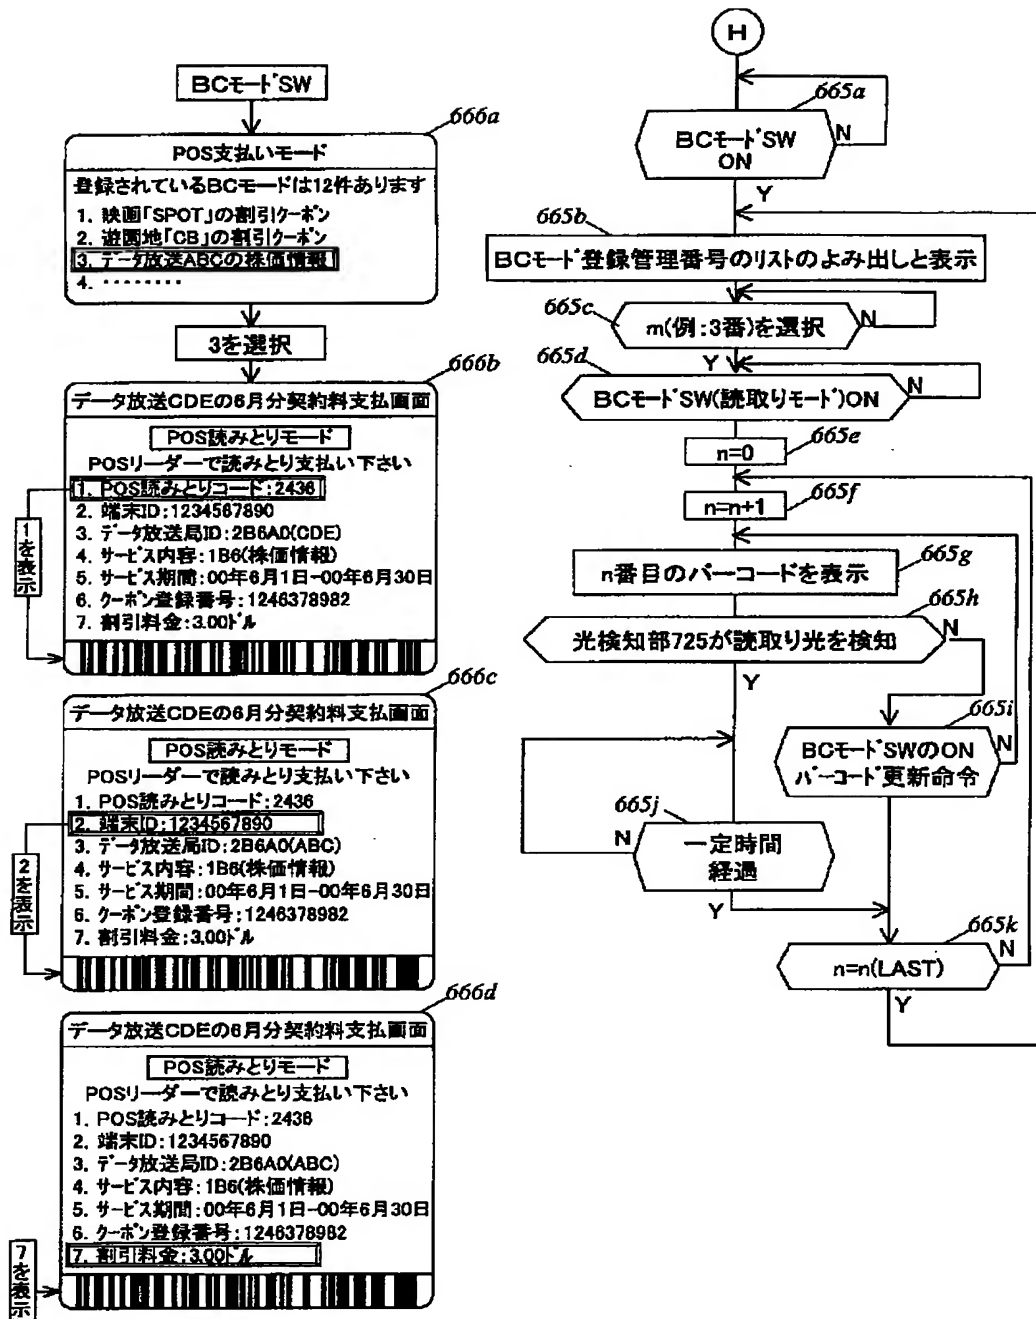 BCモードSW
666a
POS支払いモード
登録されているBCモードは12件あります
1. 映画「SPOT」の割引クーポン
2. 遊園地「CB」の割引クーポン
3. データ放送ABCの株価情報
4. ・・・・・・・・
3を選択
666b
データ放送CDEの6月分契約料支払画面
POS読みとりモード
POSリーダーで読みとり支払い下さい
1. POS読みとりコード:2436
2. 端末ID:1234567890
3. データ放送局ID:2B6A0(CDE)
4. サービス内容:1B6(株価情報)
5. サービス期間:00年6月1日-00年6月30日
6. クーポン登録番号:1246378982
7. 割引料金:3.00ドル
1を表示
666c
データ放送CDEの6月分契約料支払画面
POS読みとりモード
POSリーダーで読みとり支払い下さい
1. POS読みとりコード:2436
2. 端末ID:1234567890
3. データ放送局ID:2B6A0(ABC)
4. サービス内容:1B6(株価情報)
5. サービス期間:00年6月1日-00年6月30日
6. クーポン登録番号:1246378982
7. 割引料金:3.00ドル
2を表示
666d
データ放送CDEの6月分契約料支払画面
POS読みとりモード
POSリーダーで読みとり支払い下さい
1. POS読みとりコード:2436
2. 端末ID:1234567890
3. データ放送局ID:2B6A0(ABC)
4. サービス内容:1B6(株価情報)
5. サービス期間:00年6月1日-00年6月30日
6. クーポン登録番号:1246378982
7. 割引料金:3.00ドル
7を表示
H
665a
BCモードSW
ON
N
Y
665b
BCモード登録管理番号のリストのよみ出しと表示
665c
m(例:3番)を選択
N
Y
665d
BCモードSW(読取りモード)ON
N
665e
n=0
665f
n=n+1
665g
n番目のバーコードを表示
665h
光検知部725が読取り光を検知
N
Y
665i
BCモードSWのON
バーコード更新命令
N
665j
一定時間
経過
N
Y
665k
n=n(LAST)
N
Y